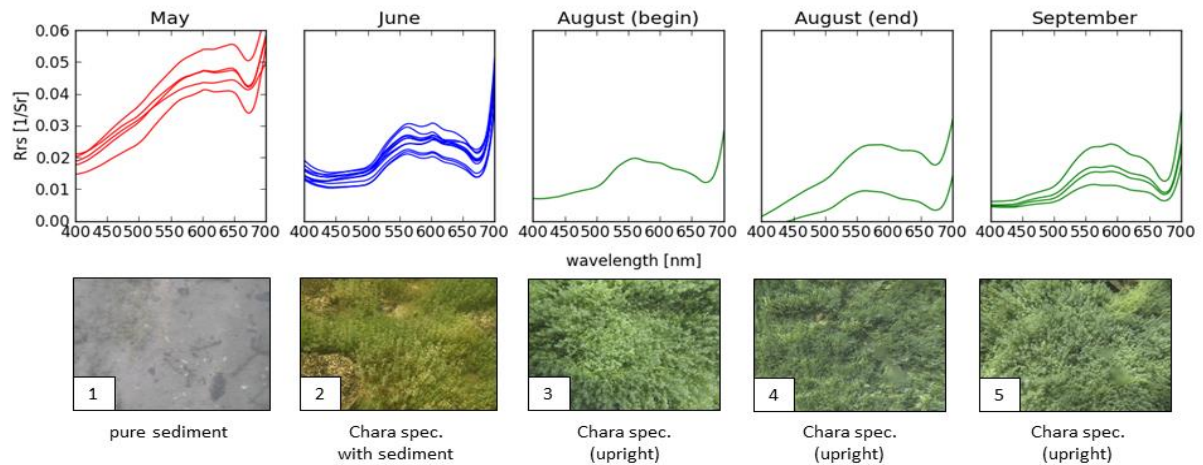 May
June
August (begin)
August (end)
September
0.06
0.05
0.04
0.03
0.02
0.01
0.00
Rrs [1/Sr]
400 450 500 550 600 650 700
400 450 500 550 600 650 700
400 450 500 550 600 650 700
400 450 500 550 600 650 700
400 450 500 550 600 650 700
wavelength [nm]
1
2
3
4
5
pure sediment
Chara spec.
with sediment
Chara spec.
(upright)
Chara spec.
(upright)
Chara spec.
(upright)